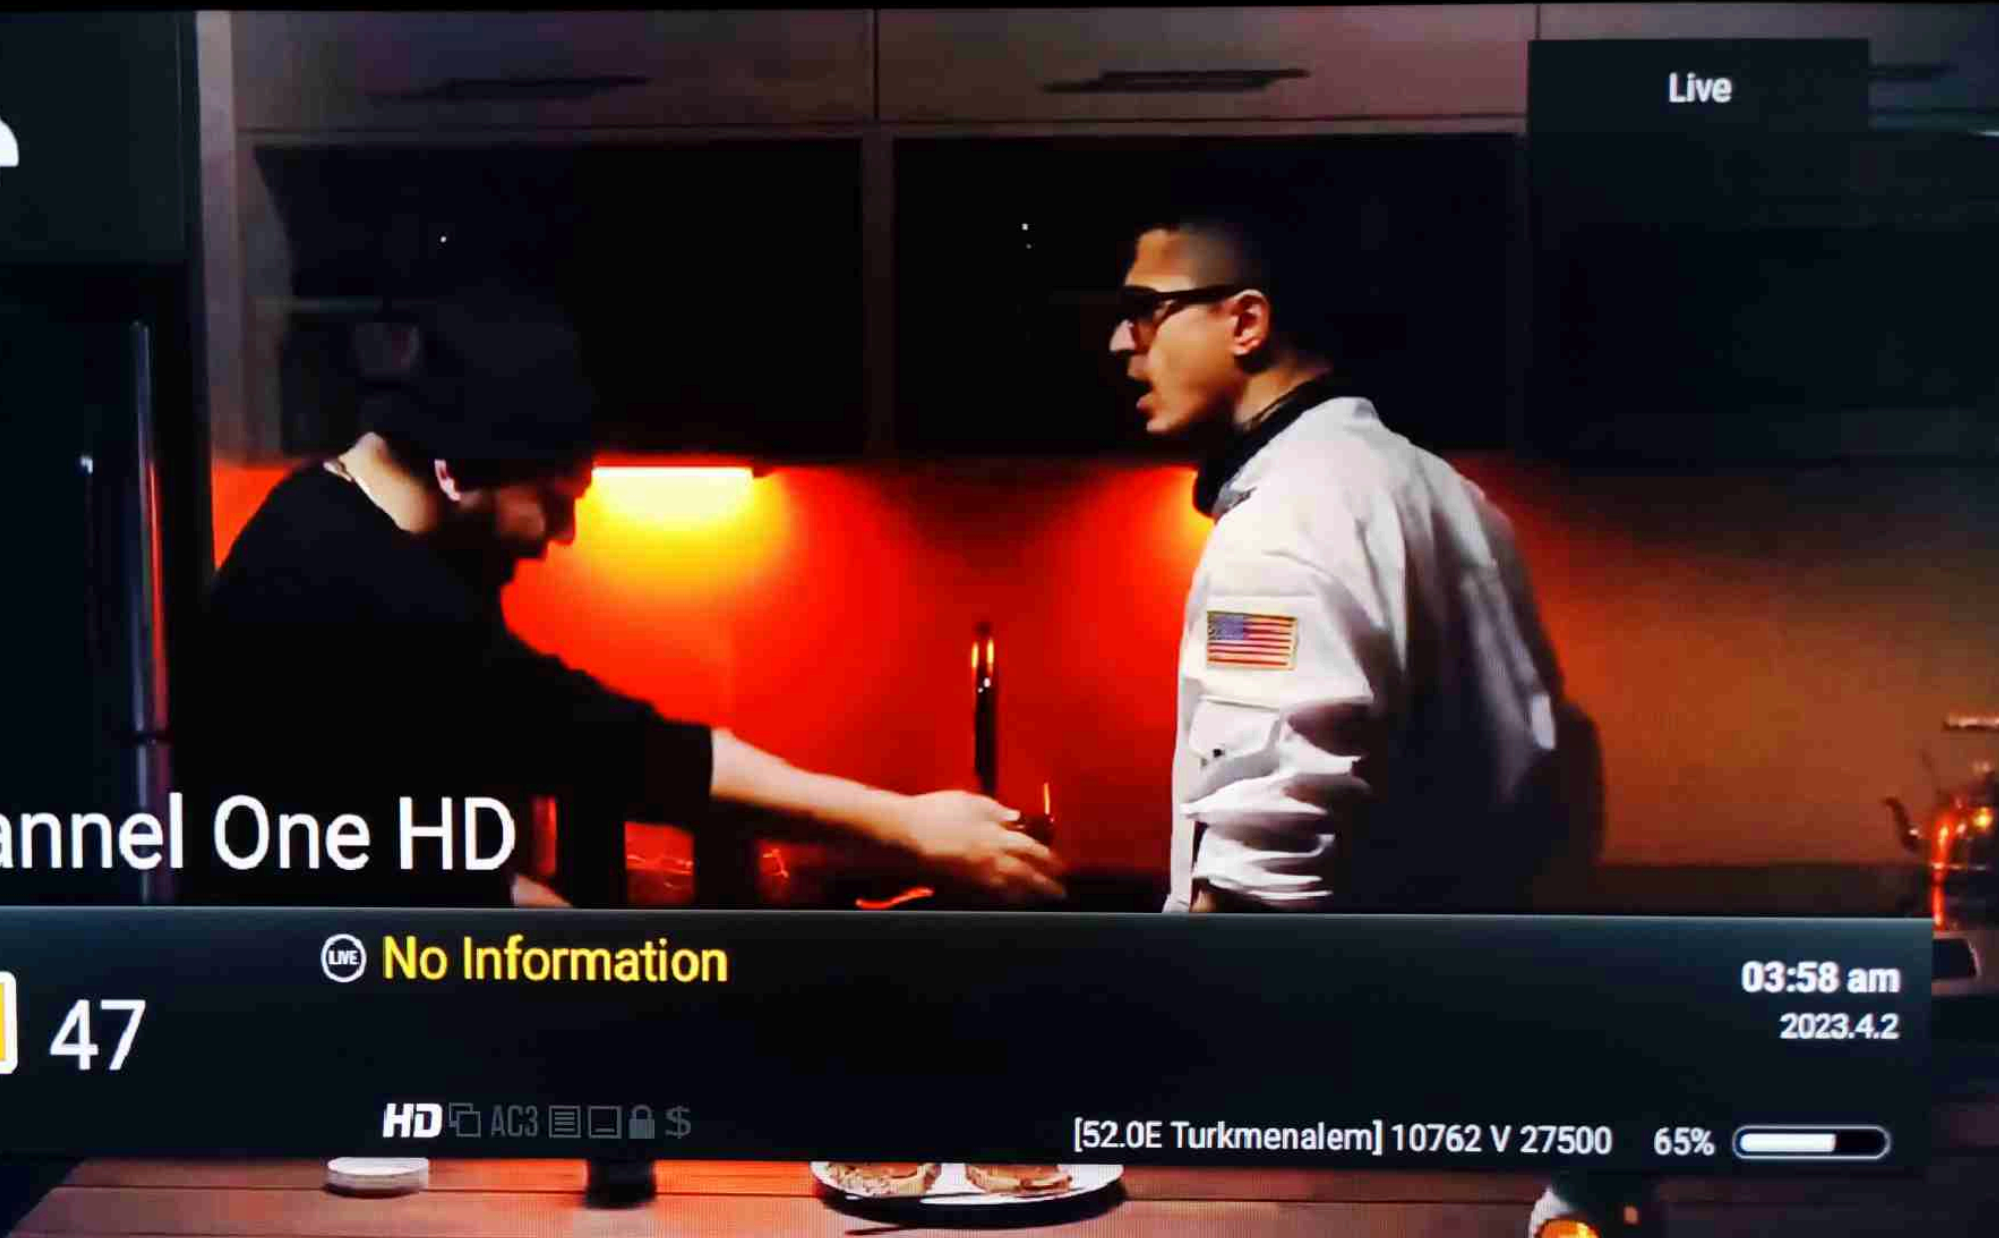 Live
annel One HD
LIVE No Information
03:58 am
2023.4.2
47
HD AC3 $
[52.0E Turkmenalem] 10762 V 27500 65%